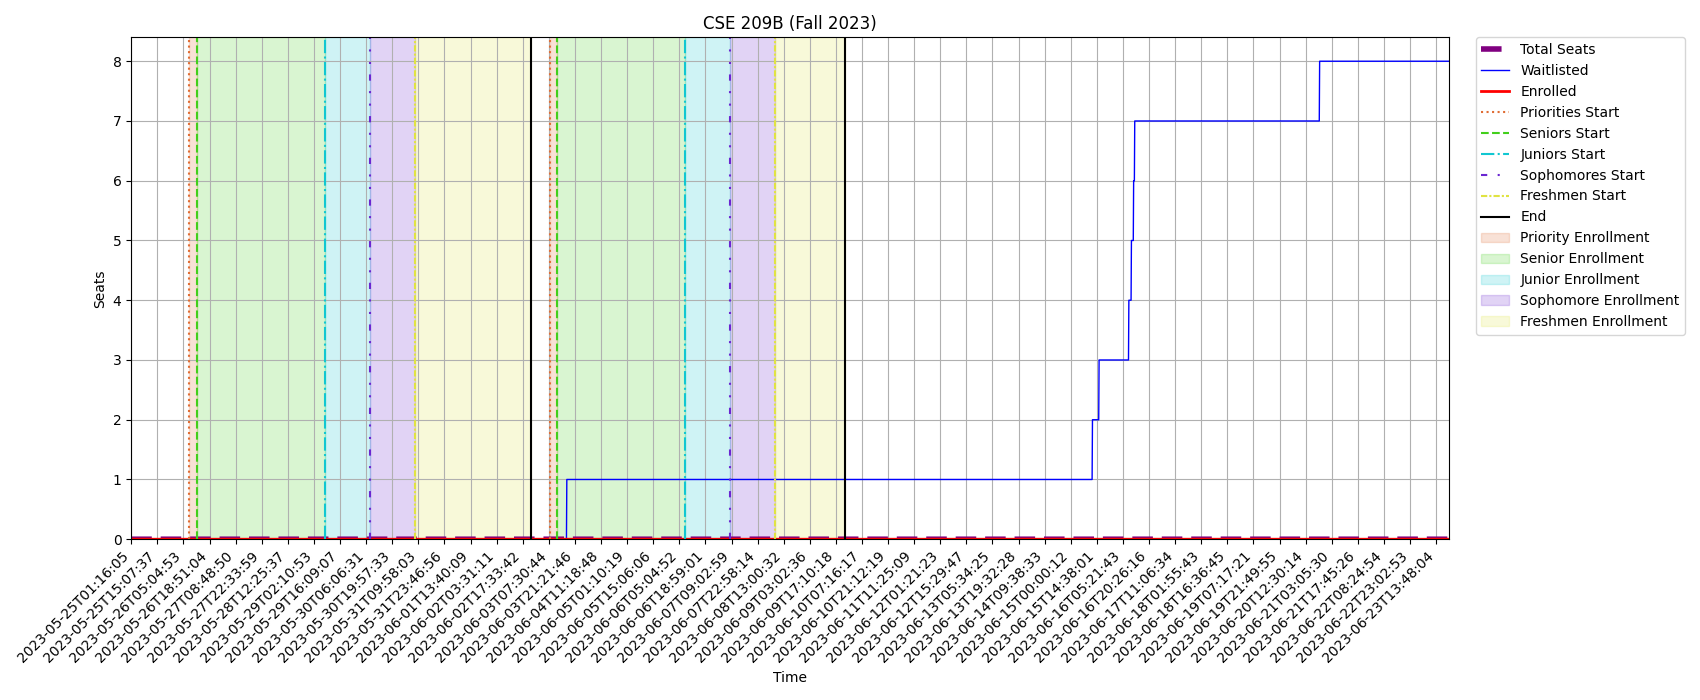 CSE 209B (Fall 2023)
Seats
8
7
6
5
4
3
2
1
0
2023-05-25T01:16:05
2023-05-25T15:07:37
2023-05-26T05:04:53
2023-05-26T18:51:04
2023-05-27T08:48:50
2023-05-27T22:33:59
2023-05-28T12:25:37
2023-05-29T02:10:53
2023-05-29T16:09:07
2023-05-30T06:06:31
2023-05-30T19:57:33
2023-05-31T09:58:03
2023-05-31T23:46:56
2023-06-01T13:40:09
2023-06-02T03:31:11
2023-06-02T17:33:42
2023-06-03T07:30:44
2023-06-03T21:21:46
2023-06-04T11:18:48
2023-06-05T01:10:19
2023-06-05T15:06:06
2023-06-06T05:04:52
2023-06-06T18:59:01
2023-06-07T09:02:59
2023-06-07T22:58:14
2023-06-08T13:00:32
2023-06-09T03:02:36
2023-06-09T17:10:18
2023-06-10T07:16:17
2023-06-10T21:12:19
2023-06-11T11:25:09
2023-06-12T01:21:23
2023-06-12T15:29:47
2023-06-13T05:34:25
2023-06-13T19:32:28
2023-06-14T09:38:33
2023-06-15T00:00:12
2023-06-15T14:38:01
2023-06-16T05:21:43
2023-06-16T20:26:16
2023-06-17T11:06:34
2023-06-18T01:55:43
2023-06-18T16:36:45
2023-06-19T07:17:21
2023-06-19T21:49:55
2023-06-20T12:30:14
2023-06-21T03:05:30
2023-06-21T17:45:26
2023-06-22T08:24:54
2023-06-22T23:02:53
2023-06-23T13:48:04
Time
Total Seats
Waitlisted
Enrolled
Priorities Start
Seniors Start
Juniors Start
Sophomores Start
Freshmen Start
End
Priority Enrollment
Senior Enrollment
Junior Enrollment
Sophomore Enrollment
Freshmen Enrollment